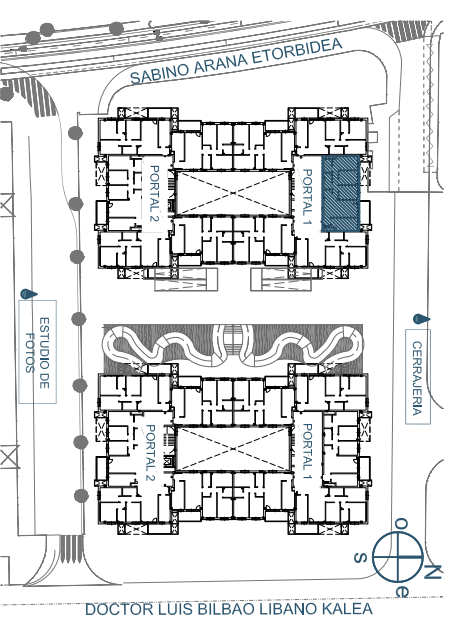 SABINO ARANA ETORBIDEA
PORTAL 2
PORTAL 1
ESTUDIO DE
FOTOS
CERRAJERIA
PORTAL 2
PORTAL 1
o
s
N
e
DOCTOR LUIS BILBAO LIBANO KALEA